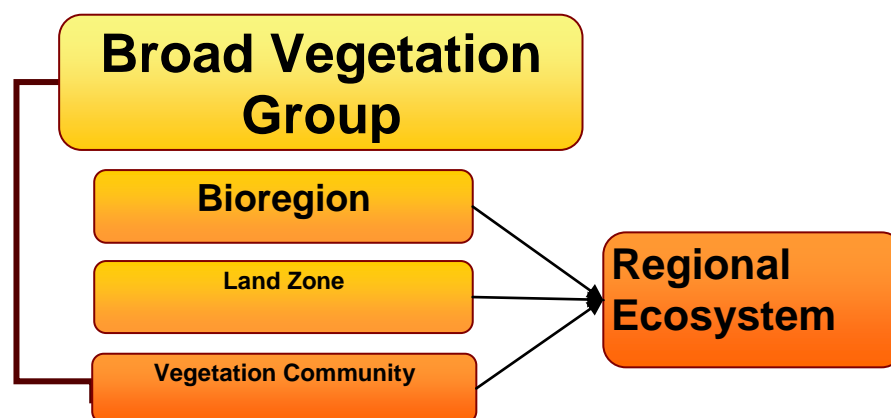 Broad Vegetation
Group
Bioregion
Land Zone
Vegetation Community
Regional
Ecosystem